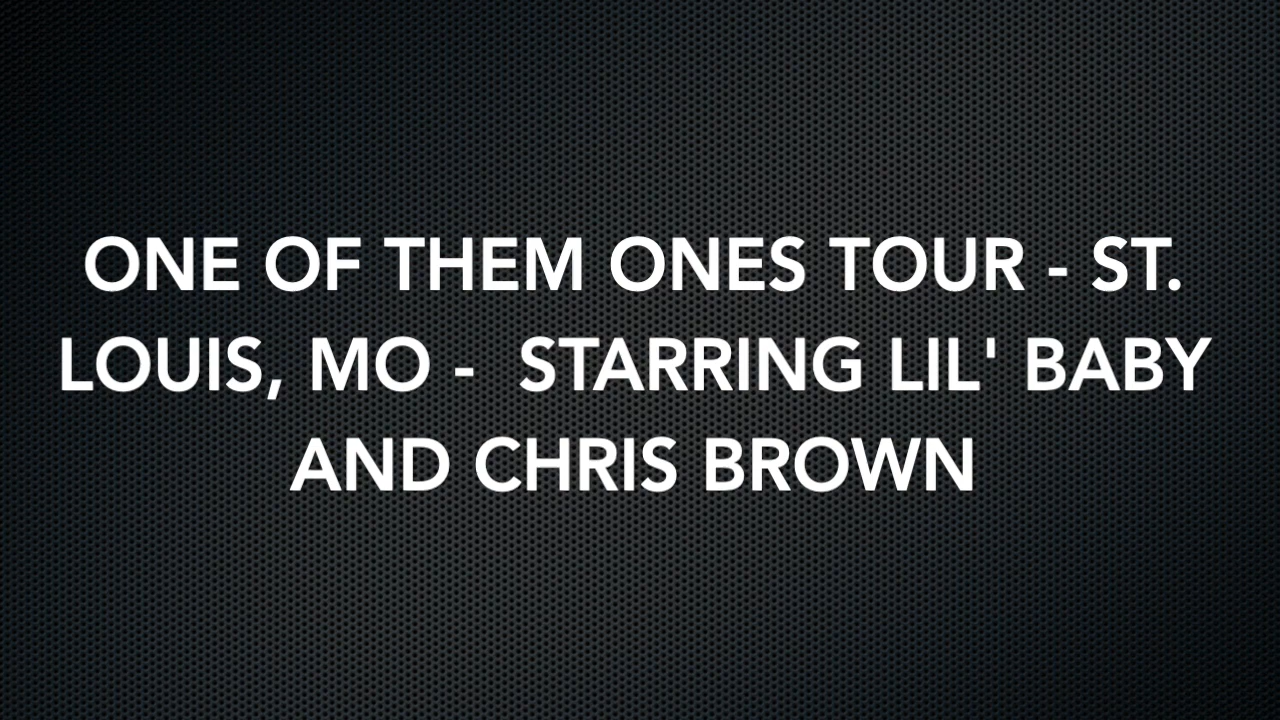 ONE OF THEM ONES TOUR - ST.
LOUIS, MO -  STARRING LIL' BABY
AND CHRIS BROWN